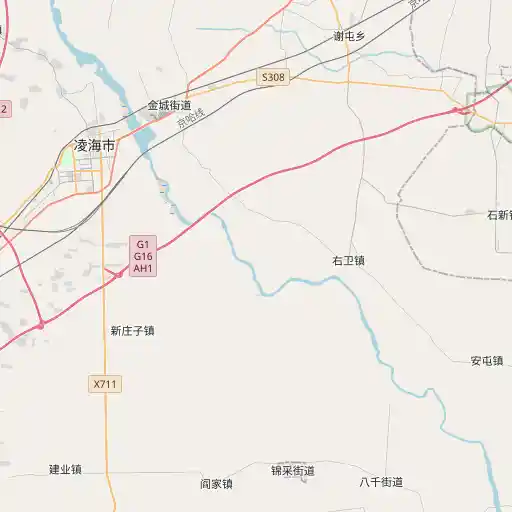 谢屯乡
S308
2
金城街道
京哈线
凌海市
石新镇
G1
G16
AH1
右卫镇
新庄子镇
安屯镇
X711
建业镇
阎家镇
锦采街道
八千街道